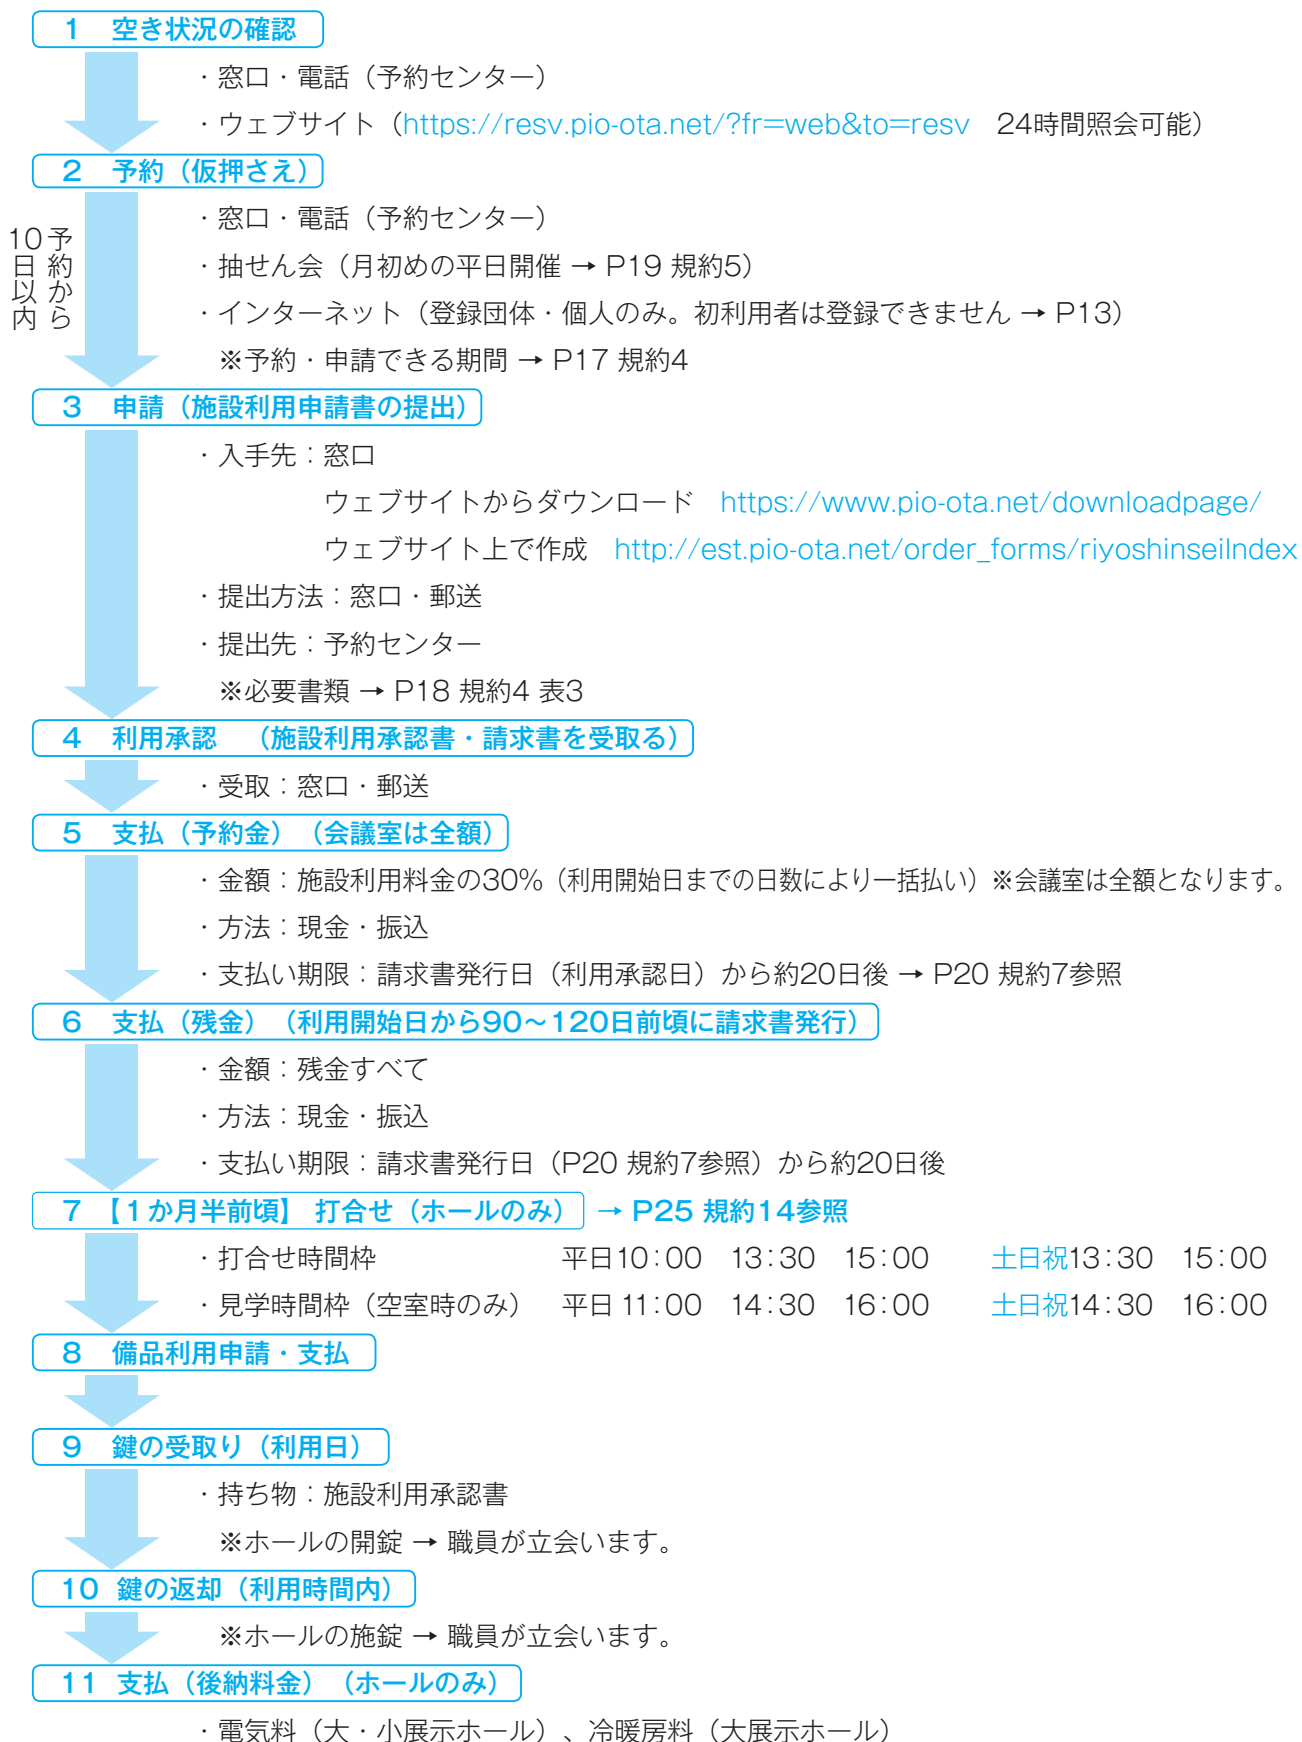 1 空き状況の確認
・窓口・電話（予約センター）
・ウェブサイト（https://resv.pio-ota.net/?fr=web&to=resv 24時間照会可能）
2 予約（仮押さえ）
予約から
10日以内
・窓口・電話（予約センター）
・抽せん会（月初めの平日開催 → P19 規約5）
・インターネット（登録団体・個人のみ。初利用者は登録できません → P13）
※予約・申請できる期間 → P17 規約4
3 申請（施設利用申請書の提出）
・入手先：窓口
ウェブサイトからダウンロード https://www.pio-ota.net/downloadpage/
ウェブサイト上で作成 http://est.pio-ota.net/order_forms/riyoshinseiIndex
・提出方法：窓口・郵送
・提出先：予約センター
※必要書類 → P18 規約4 表3
4 利用承認 （施設利用承認書・請求書を受取る）
・受取：窓口・郵送
5 支払（予約金）（会議室は全額）
・金額：施設利用料金の30%（利用開始日までの日数により一括払い）※会議室は全額となります。
・方法：現金・振込
・支払い期限：請求書発行日（利用承認日）から約20日後 → P20 規約7参照
6 支払（残金）（利用開始日から90～120日前頃に請求書発行）
・金額：残金すべて
・方法：現金・振込
・支払い期限：請求書発行日（P20 規約7参照）から約20日後
7 【1か月半前頃】 打合せ（ホールのみ） → P25 規約14参照
・打合せ時間枠 平日10：00 13：30 15：00 土日祝13：30 15：00
・見学時間枠（空室時のみ） 平日11：00 14：30 16：00 土日祝14：30 16：00
8 備品利用申請・支払
9 鍵の受取り（利用日）
・持ち物：施設利用承認書
※ホールの開錠 → 職員が立会います。
10 鍵の返却（利用時間内）
※ホールの施錠 → 職員が立会います。
11 支払（後納料金）（ホールのみ）
・電気料（大・小展示ホール）、冷暖房料（大展示ホール）